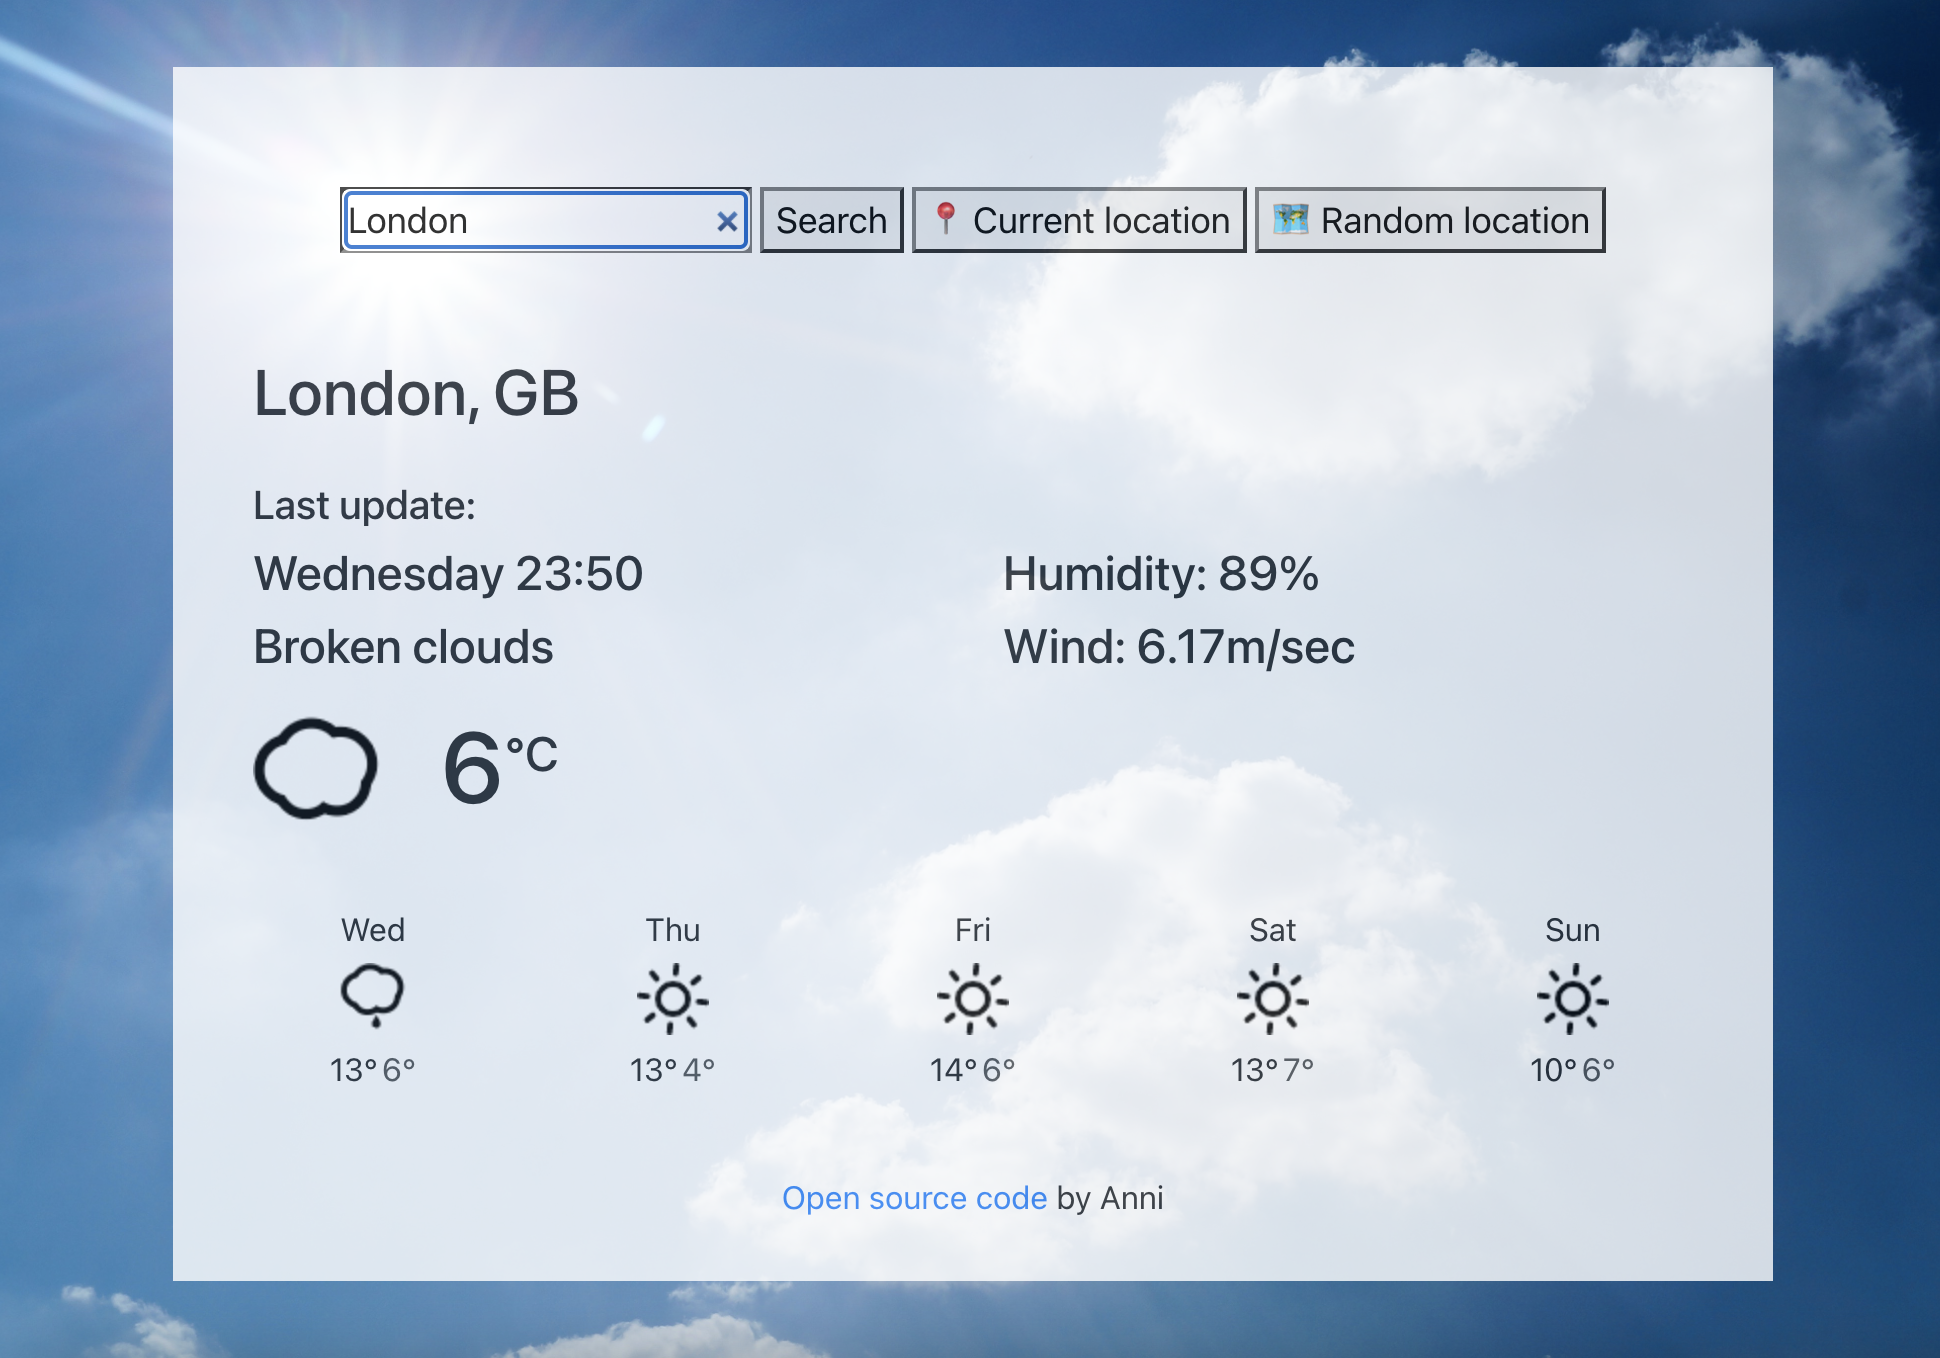 London
Search
📍 Current location
🗺️ Random location
London, GB
Last update:
Wednesday 23:50
Humidity: 89%
Broken clouds
Wind: 6.17m/sec
6°C
Wed
Thu
Fri
Sat
Sun
13° 6°
13° 4°
14° 6°
13° 7°
10° 6°
Open source code by Anni